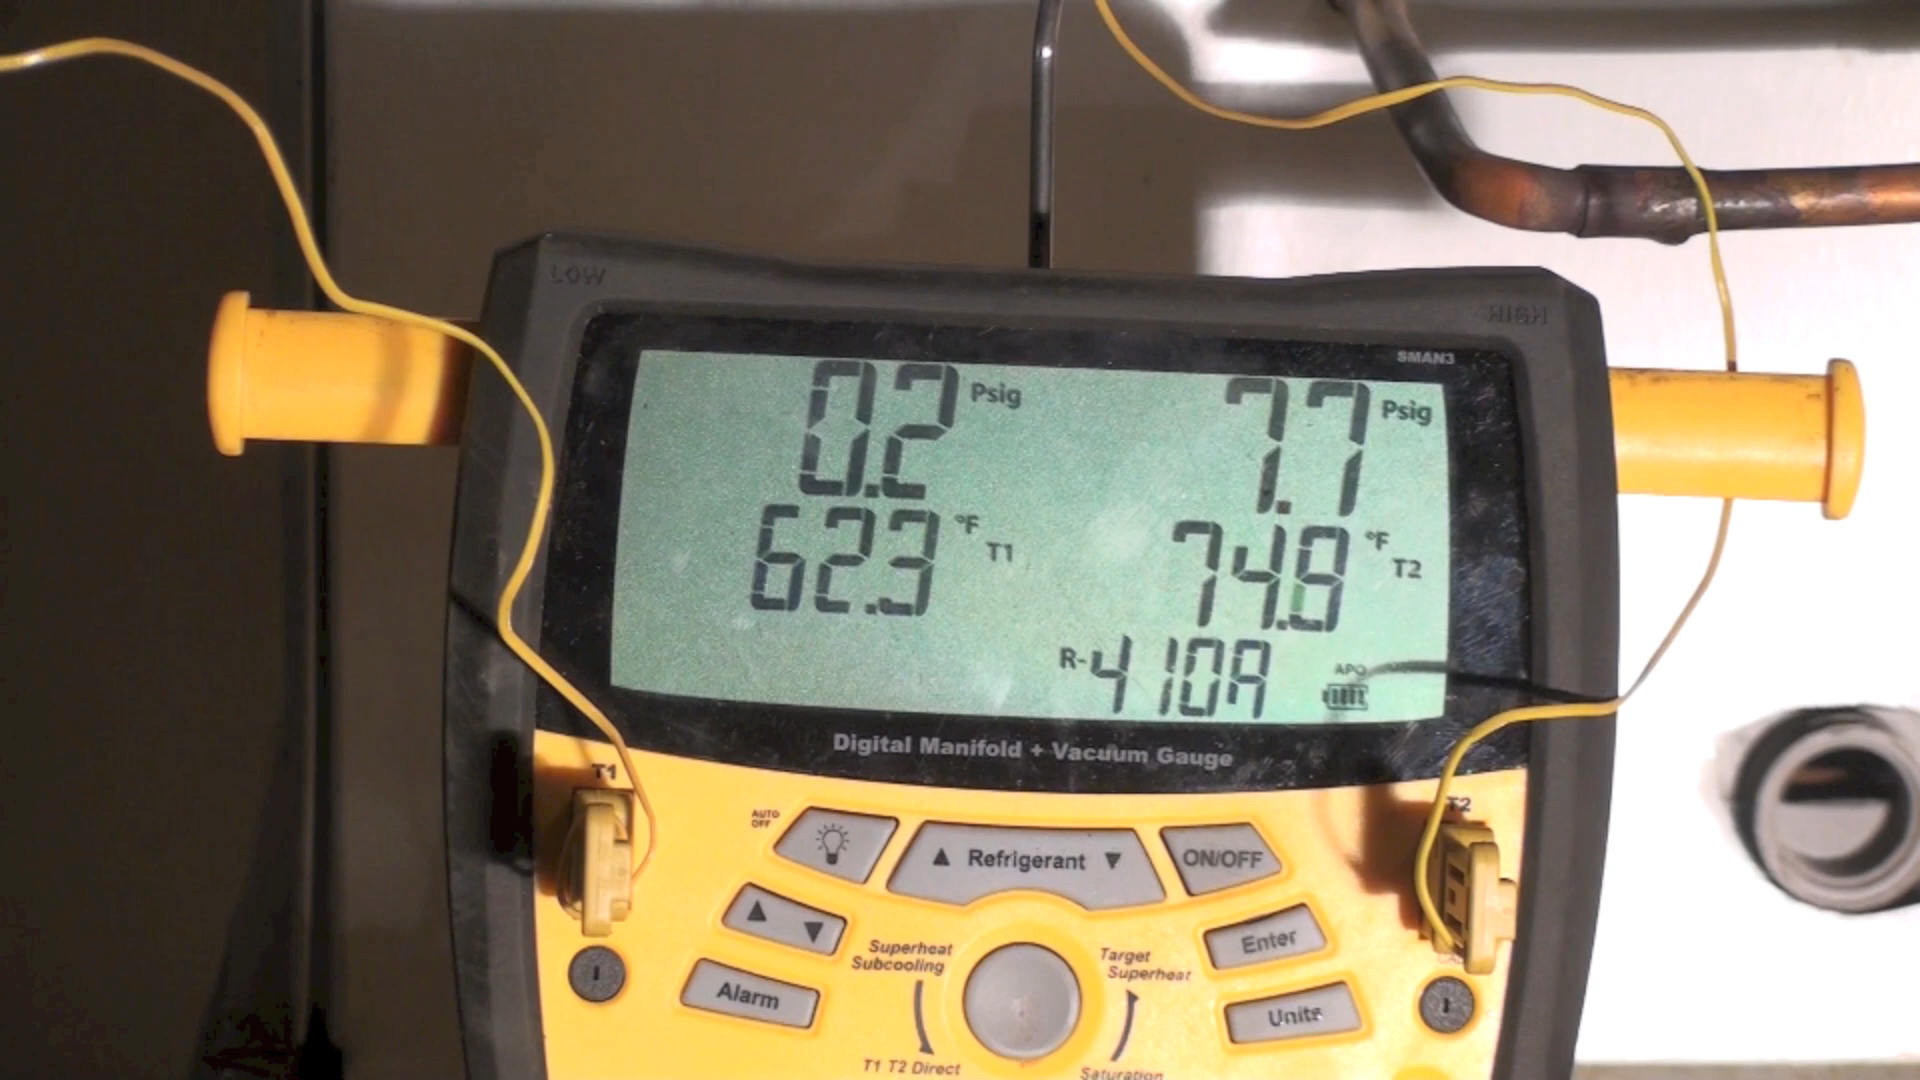 LOW
HIGH
SMAN3
0.2 Psig
7.7 Psig
62.3 °F T1
74.9 °F T2
R-410A
APO
Digital Manifold + Vacuum Gauge
T1
T2
AUTO
OFF
▲ Refrigerant ▼
ON/OFF
▲ ▼
Enter
Superheat
Subcooling
Target
Superheat
Alarm
Units
T1 T2 Direct
Saturation